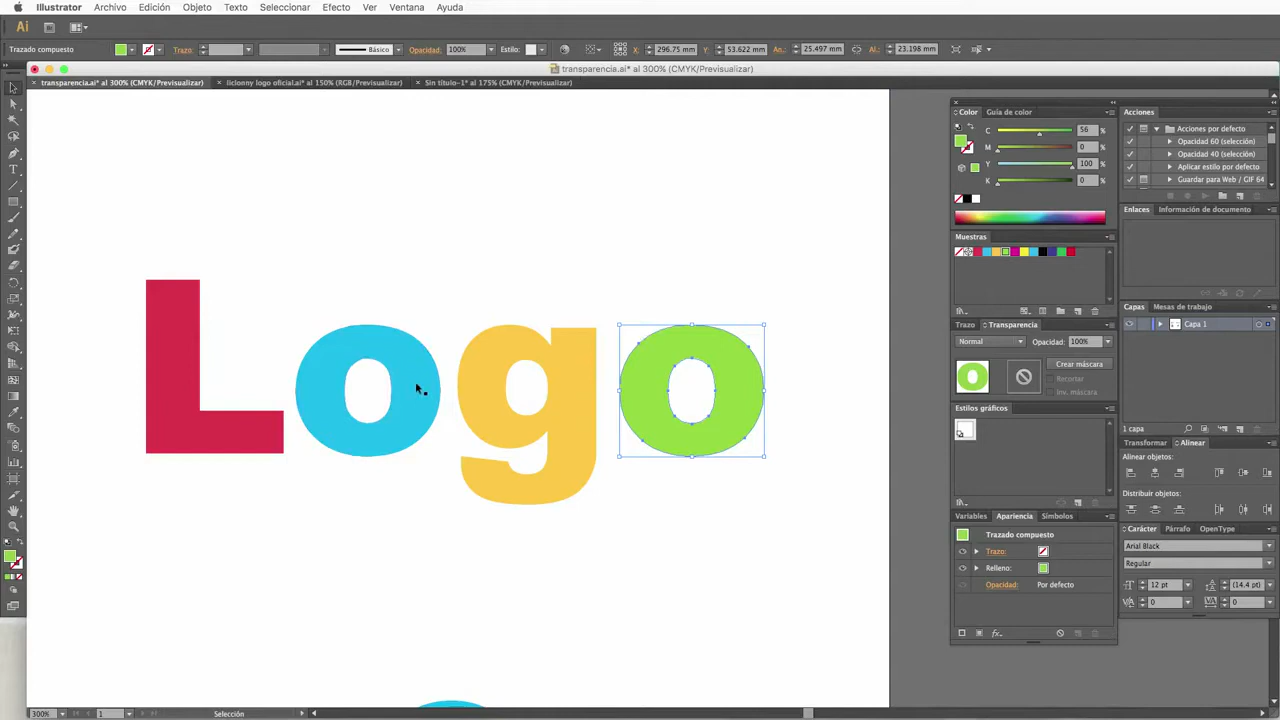 Illustrator Archivo Edición Objeto Texto Seleccionar Efecto Ver Ventana Ayuda
Ai Br
Trazado compuesto Trazo: Básico Opacidad: 100% Estilo: X: 296.75 mm Y: 53.622 mm An.: 25.497 mm Al.: 23.198 mm
transparencia.ai* al 300% (CMYK/Previsualizar)
× transparencia.ai* al 300% (CMYK/Previsualizar) × liclonny logo oficial.ai* al 150% (RGB/Previsualizar) × Sin título-1* al 175% (CMYK/Previsualizar)
Logo
Color Guía de color
C 56 %
M 0 %
Y 100 %
K 0 %
Muestras
Trazo Transparencia
Normal Opacidad: 100%
Crear máscara
Recortar
Inv. máscara
Estilos gráficos
Variables Apariencia Símbolos
Trazado compuesto
Trazo:
Relleno:
Opacidad: Por defecto
fx
Acciones
Acciones por defecto
Opacidad 60 (selección)
Opacidad 40 (selección)
Aplicar estilo por defecto
Guardar para Web / GIF 64
Enlaces Información de documento
Capas Mesas de trabajo
Capa 1
1 capa
Transformar Alinear
Alinear objetos:
Distribuir objetos:
Carácter Párrafo OpenType
Arial Black
Regular
12 pt (14.4 pt)
0 0
300% 1 Selección